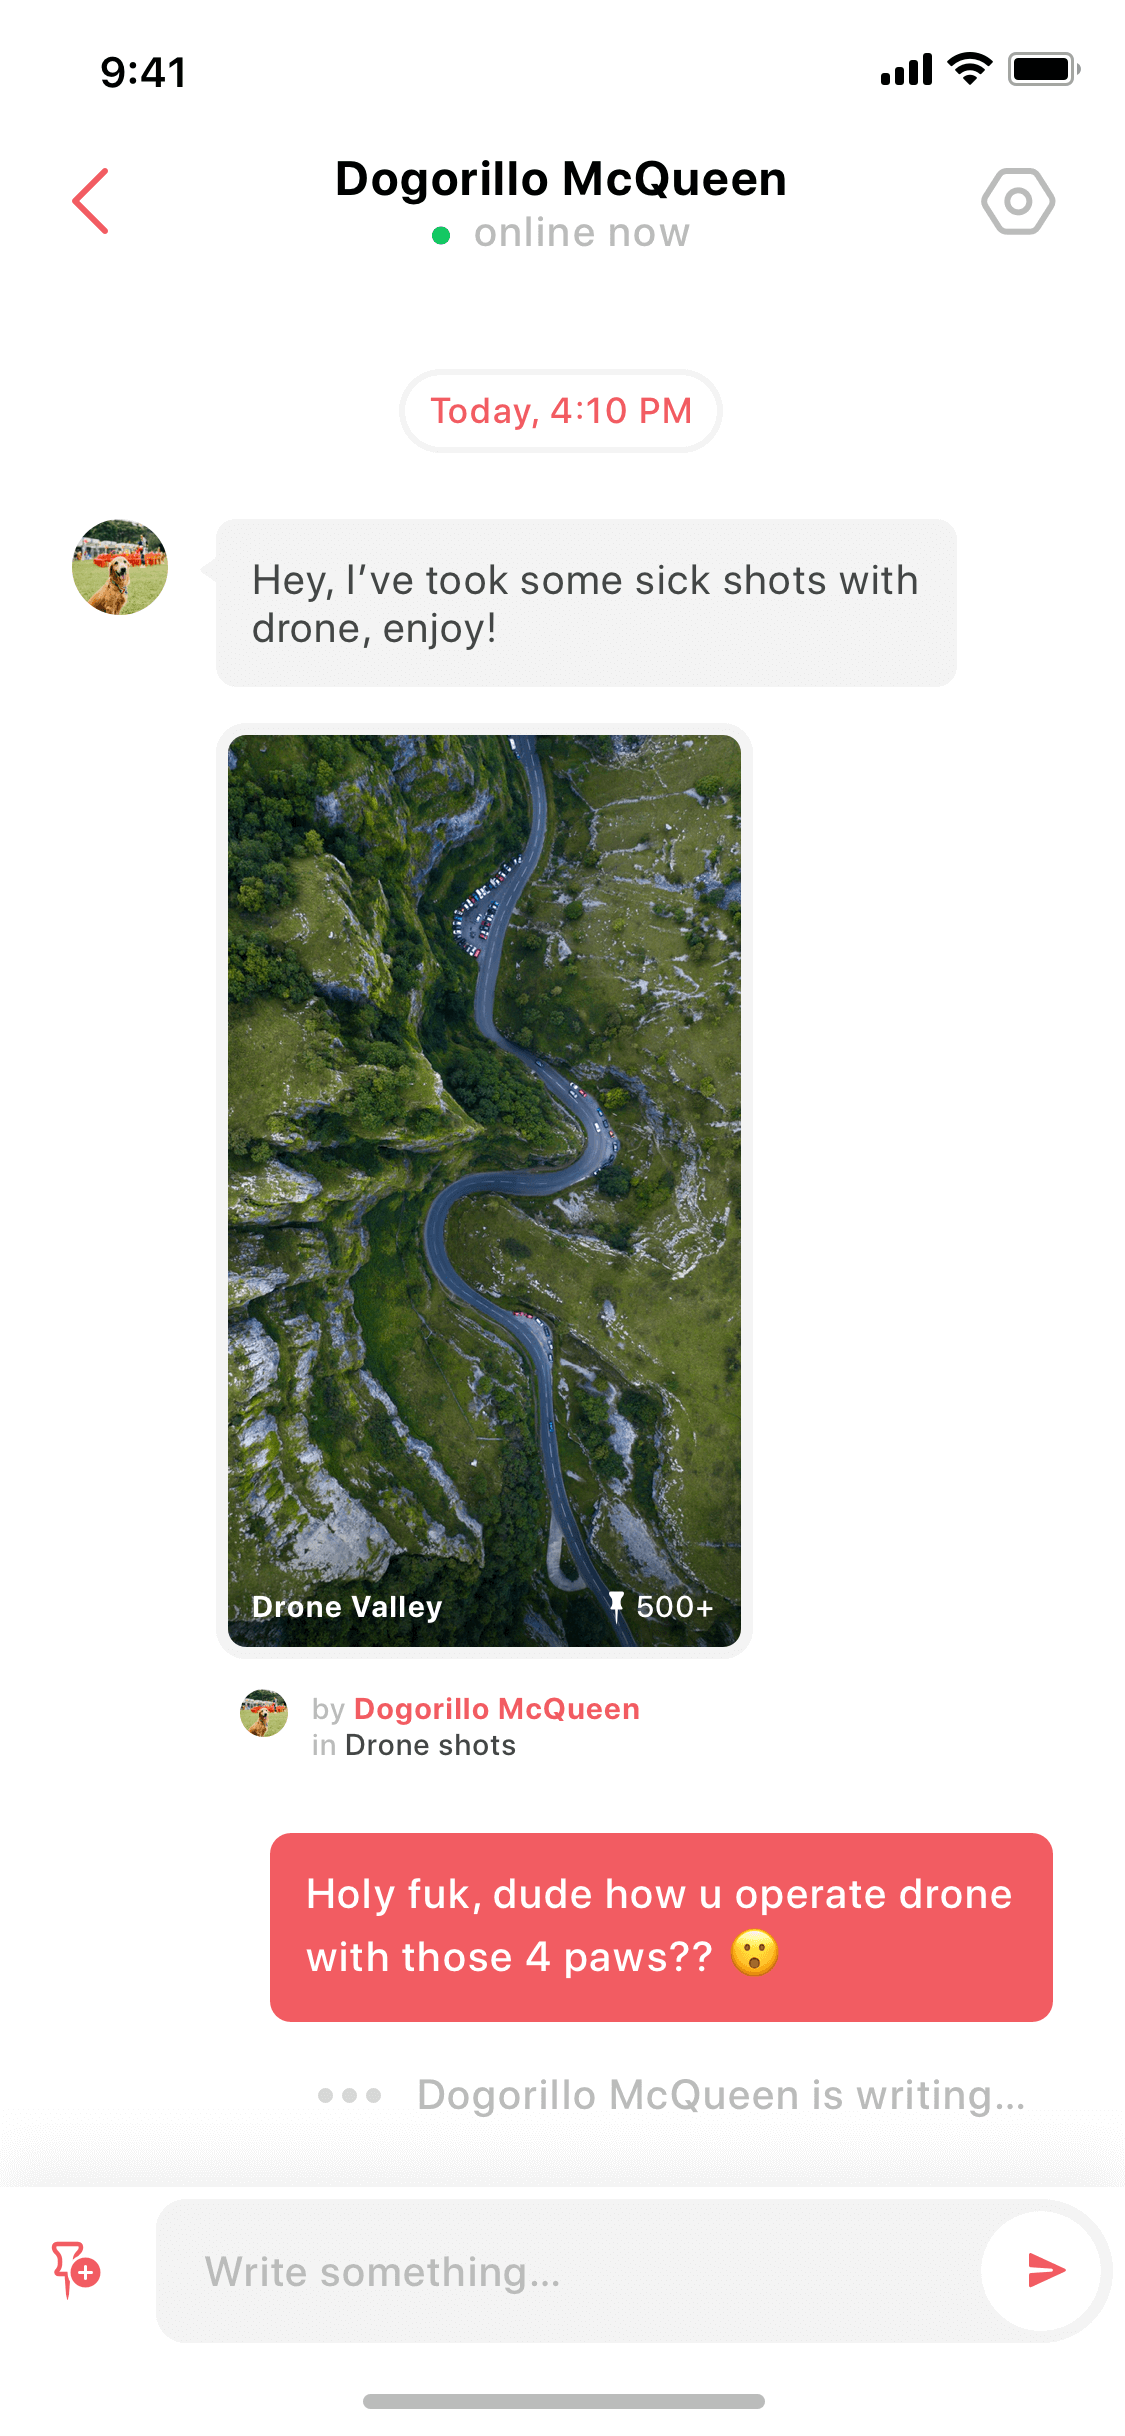 9:41
Dogorillo McQueen
online now
Today, 4:10 PM
Hey, I’ve took some sick shots with
drone, enjoy!
Drone Valley 500+
by Dogorillo McQueen
in Drone shots
Holy fuk, dude how u operate drone
with those 4 paws?? 😮
Dogorillo McQueen is writing...
Write something...